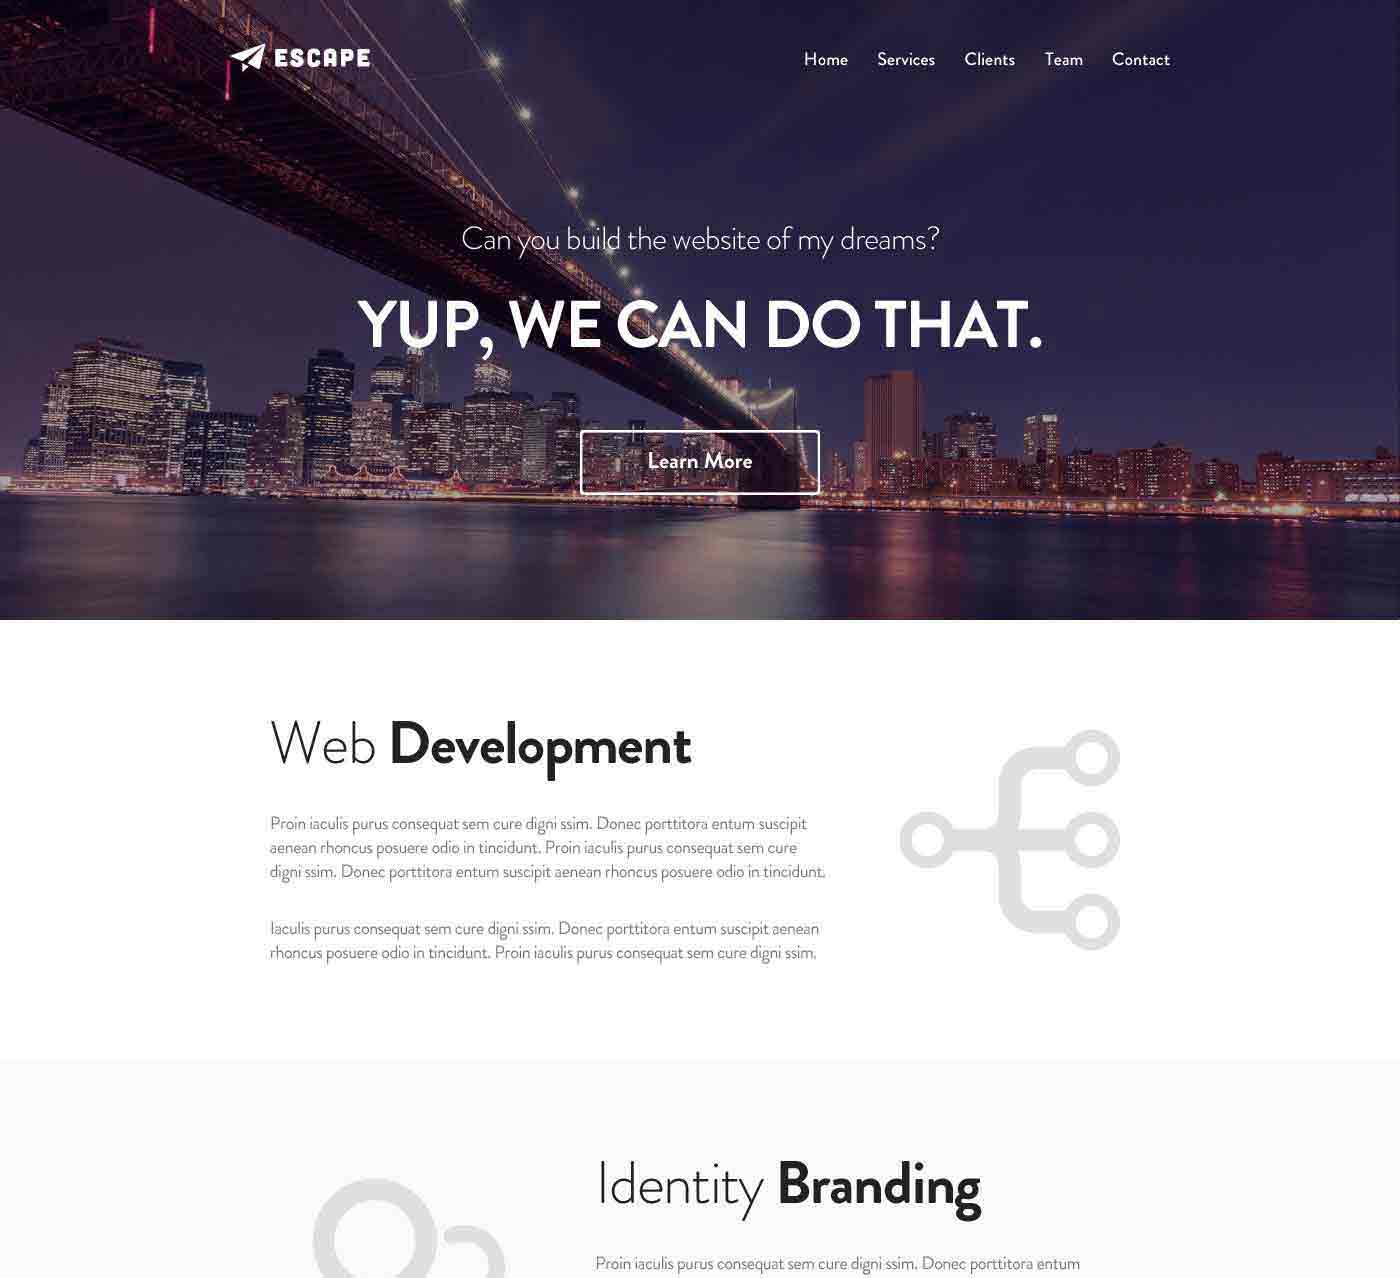 ESCAPE
Home Services Clients Team Contact
Can you build the website of my dreams?
YUP, WE CAN DO THAT.
Learn More
Web Development
Proin iaculis purus consequat sem cure digni ssim. Donec porttitora entum suscipit
aenean rhoncus posuere odio in tincidunt. Proin iaculis purus consequat sem cure
digni ssim. Donec porttitora entum suscipit aenean rhoncus posuere odio in tincidunt.
Iaculis purus consequat sem cure digni ssim. Donec porttitora entum suscipit aenean
rhoncus posuere odio in tincidunt. Proin iaculis purus consequat sem cure digni ssim.
Identity Branding
Proin iaculis purus consequat sem cure digni ssim. Donec porttitora entum